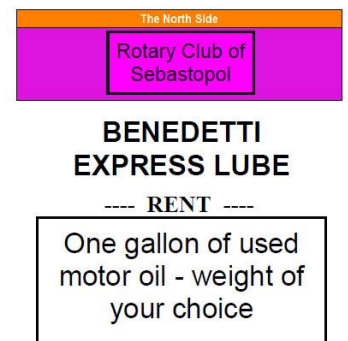 The North Side
Rotary Club of
Sebastopol
BENEDETTI
EXPRESS LUBE
---- RENT ----
One gallon of used
motor oil - weight of
your choice